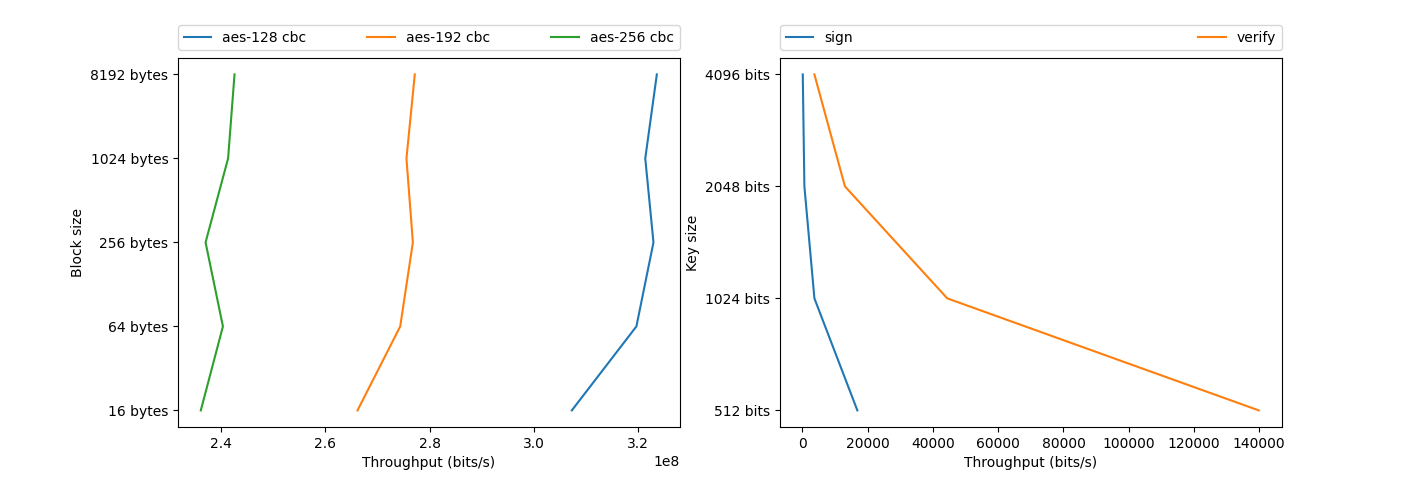 aes-128 cbc aes-192 cbc aes-256 cbc
8192 bytes
1024 bytes
256 bytes
64 bytes
16 bytes
Block size
2.4 2.6 2.8 3.0 3.2
1e8
Throughput (bits/s)
sign verify
4096 bits
2048 bits
1024 bits
512 bits
Key size
0 20000 40000 60000 80000 100000 120000 140000
Throughput (bits/s)